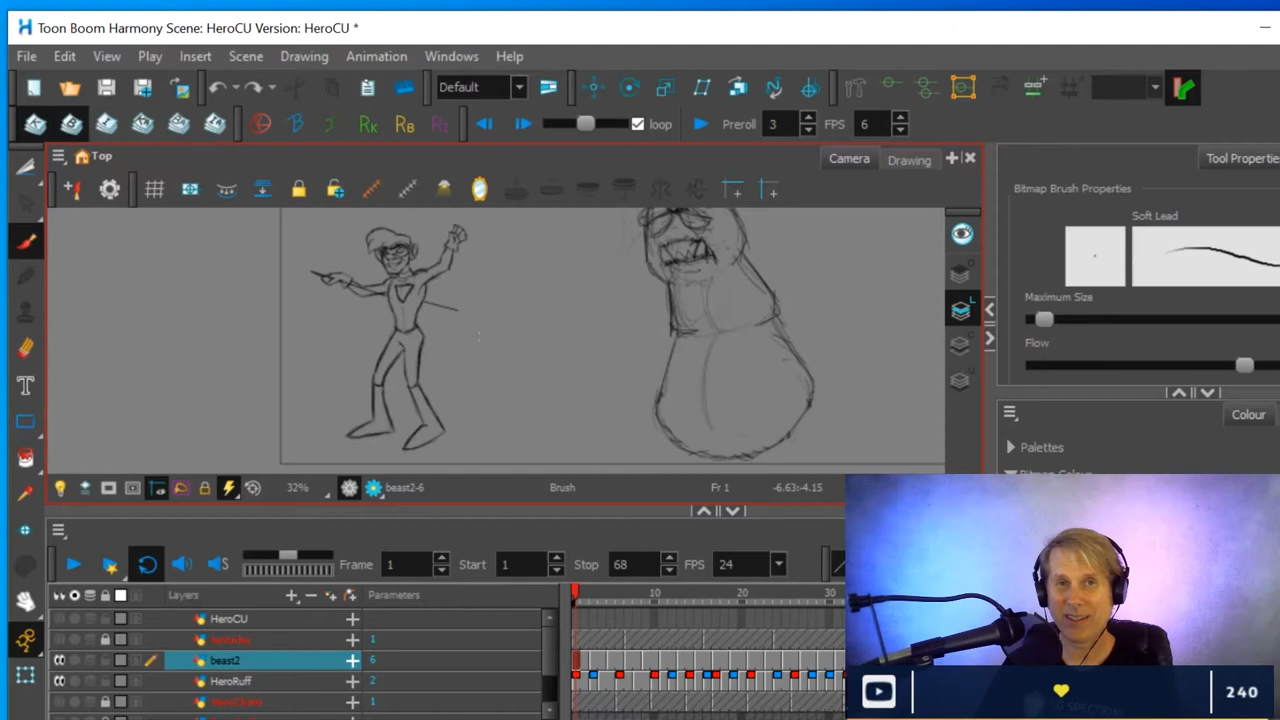 Toon Boom Harmony Scene: HeroCU Version: HeroCU *
File Edit View Play Insert Scene Drawing Animation Windows Help
Default
RK RB loop Preroll 3 FPS 6
Top Camera Drawing
Tool Properties
Bitmap Brush Properties
Soft Lead
Maximum Size
Flow
Colour
Palettes
32% beast2-6 Brush Fr 1 -6.63:-4.15
Frame 1 Start 1 Stop 68 FPS 24
Layers Parameters 10 20 30
HeroCU
1
beast2 6
HeroRuff 2
1
240